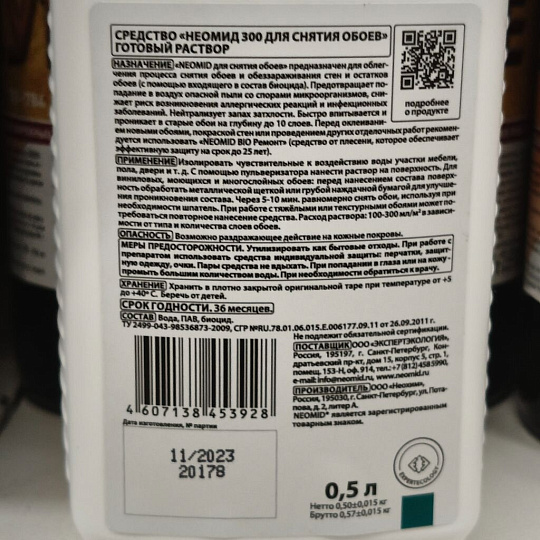 СРЕДСТВО «НЕОМИД 300 ДЛЯ СНЯТИЯ ОБОЕВ»
ГОТОВЫЙ РАСТВОР
НАЗНАЧЕНИЕ «NEOMID для снятия обоев» предназначен для облег-
чения процесса снятия обоев и обеззараживания стен и остатков
обоев (с помощью входящего в состав биоцида). Предотвращает по-
падание в воздух опасной пыли со спорами микроорганизмов, сни-
жает риск возникновения аллергических реакций и инфекционных
заболеваний. Нейтрализует запах затхлости. Быстро впитывается и
проникает в старые обои на глубину до 10 слоев. Перед оклеивани-
ем новыми обоями, покраской стен или проведением других отделочных работ рекомен-
дуется использовать «NEOMID BIO Ремонт» (средство от плесени, которое обеспечивает
эффективную защиту на срок до 25 лет).
подробнее
о продукте
ПРИМЕНЕНИЕ Изолировать чувствительные к воздействию воды участки мебели,
пола, двери и т. д. С помощью пульверизатора нанести раствор на поверхность. Для
виниловых, моющихся и многослойных обоев: перед нанесением состава поверх-
ность обработать металлической щеткой или грубой наждачной бумагой для улучше-
ния проникновения состава. Через 5-10 мин. равномерно снять обои, используя при
необходимости шпатель. При работе с тяжёлыми или текстурными обоями может по-
требоваться повторное нанесение средства. Расход раствора: 100-300 мл/м² в зависи-
мости от типа и количества слоев обоев.
ОПАСНОСТЬ Возможно раздражающее действие на кожные покровы.
МЕРЫ ПРЕДОСТОРОЖНОСТИ. Утилизировать как бытовые отходы. При работе с
препаратом использовать средства индивидуальной защиты: перчатки, защит-
ную одежду, очки. Пары средства не вдыхать. При попадании в глаза или на кожу -
промыть большим количеством воды. При необходимости обратиться к врачу.
ХРАНЕНИЕ Хранить в плотно закрытой оригинальной таре при температуре от +5
до +40° С. Беречь от детей.
СРОК ГОДНОСТИ. 36 месяцев.
СОСТАВ Вода, ПАВ, биоцид.
ТУ 2499-043-98536873-2009, СГР №RU.78.01.06.015.Е.006177.09.11 от 26.09.2011 г.
Не подлежит обязательной сертификации.
ПОСТАВЩИК ООО «ЭКСПЕРТЭКОЛОГИЯ»,
Россия, 195197, г. Санкт-Петербург, Кон-
дратьевский пр-кт, дом 15, корпус 5, стр. 1,
помещ. 153-Н, оф. 914, тел.:+7 (812) 458 5990,
e-mail: info@neomid.ru, www.neomid.ru
ПРОИЗВОДИТЕЛЬ ООО «Неохим»,
Россия, 195030, г. Санкт-Петербург, ул. Пота-
пова, д. 2, литер А.
NEOMID® является зарегистрированным
товарным знаком.
4 607138 453928
Дата изготовления, № партии
11/2023
20178
EXPERTECOLOGY
0,5 л
Нетто 0,50±0,015 кг
Брутто 0,57±0,015 кг